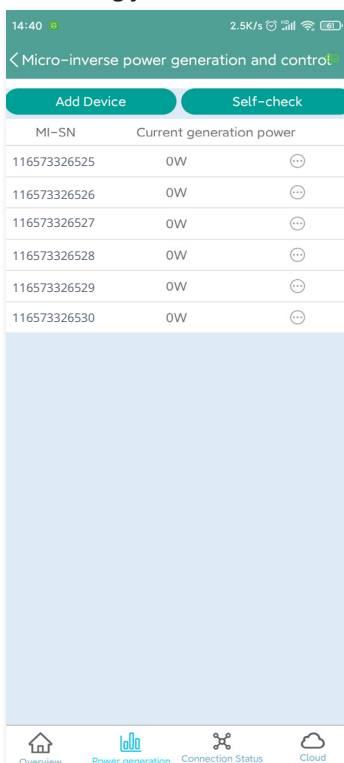 14:40 2.5K/s 61
Micro-inverse power generation and control
Add Device Self-check
MI-SN Current generation power
116573326525 0W
116573326526 0W
116573326527 0W
116573326528 0W
116573326529 0W
116573326530 0W
Overview Power generation Connection Status Cloud